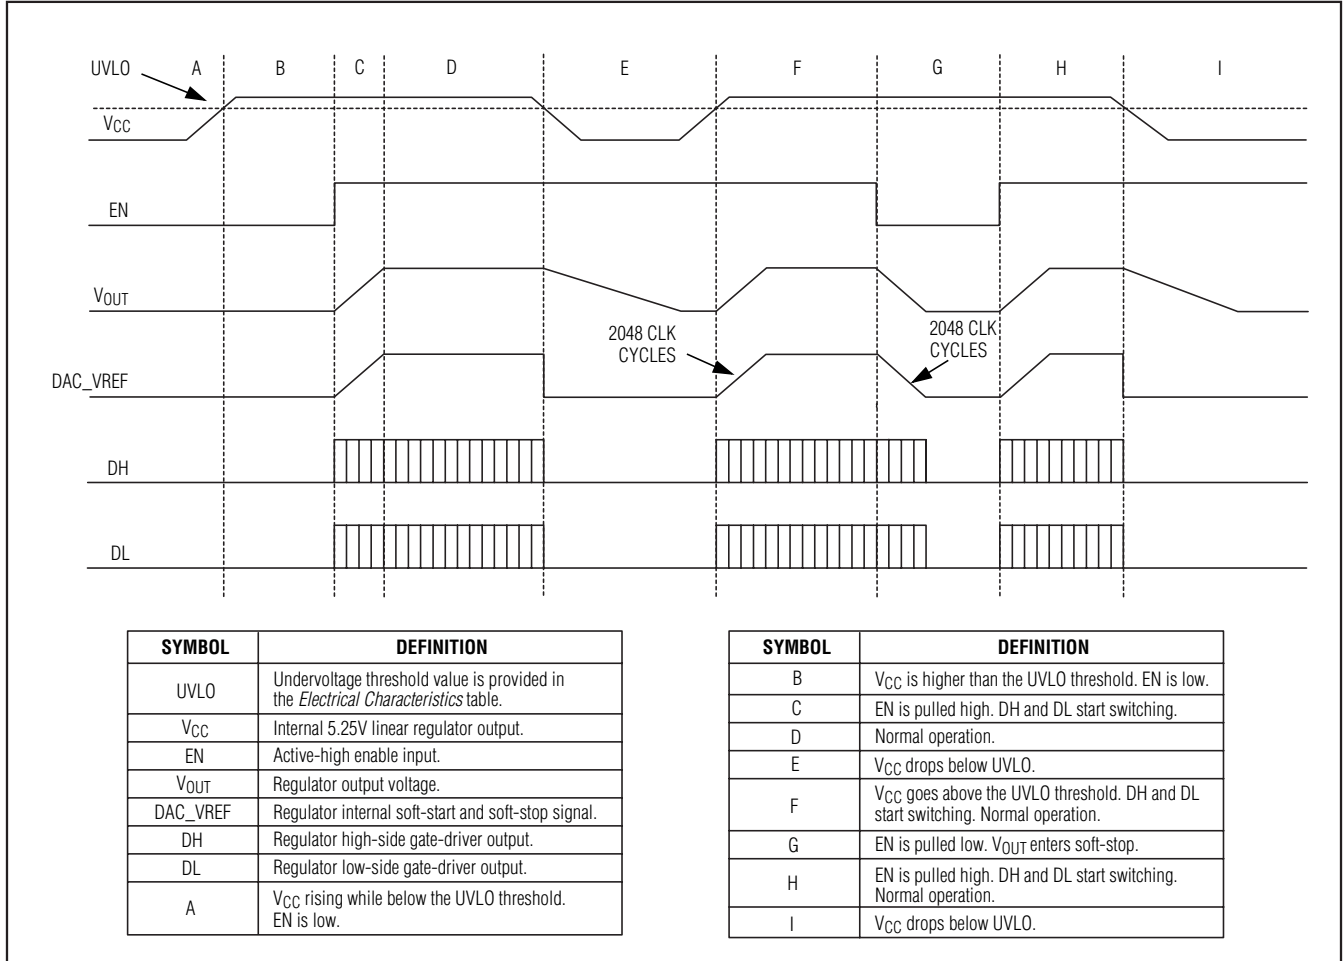 UVLO A B C D E F G H I
VCC
EN
VOUT
2048 CLK
CYCLES
2048 CLK
CYCLES
DAC_VREF
DH
DL
SYMBOL DEFINITION
UVLO Undervoltage threshold value is provided in
the Electrical Characteristics table.
VCC Internal 5.25V linear regulator output.
EN Active-high enable input.
VOUT Regulator output voltage.
DAC_VREF Regulator internal soft-start and soft-stop signal.
DH Regulator high-side gate-driver output.
DL Regulator low-side gate-driver output.
A VCC rising while below the UVLO threshold.
EN is low.
SYMBOL DEFINITION
B VCC is higher than the UVLO threshold. EN is low.
C EN is pulled high. DH and DL start switching.
D Normal operation.
E VCC drops below UVLO.
F VCC goes above the UVLO threshold. DH and DL
start switching. Normal operation.
G EN is pulled low. VOUT enters soft-stop.
H EN is pulled high. DH and DL start switching.
Normal operation.
I VCC drops below UVLO.